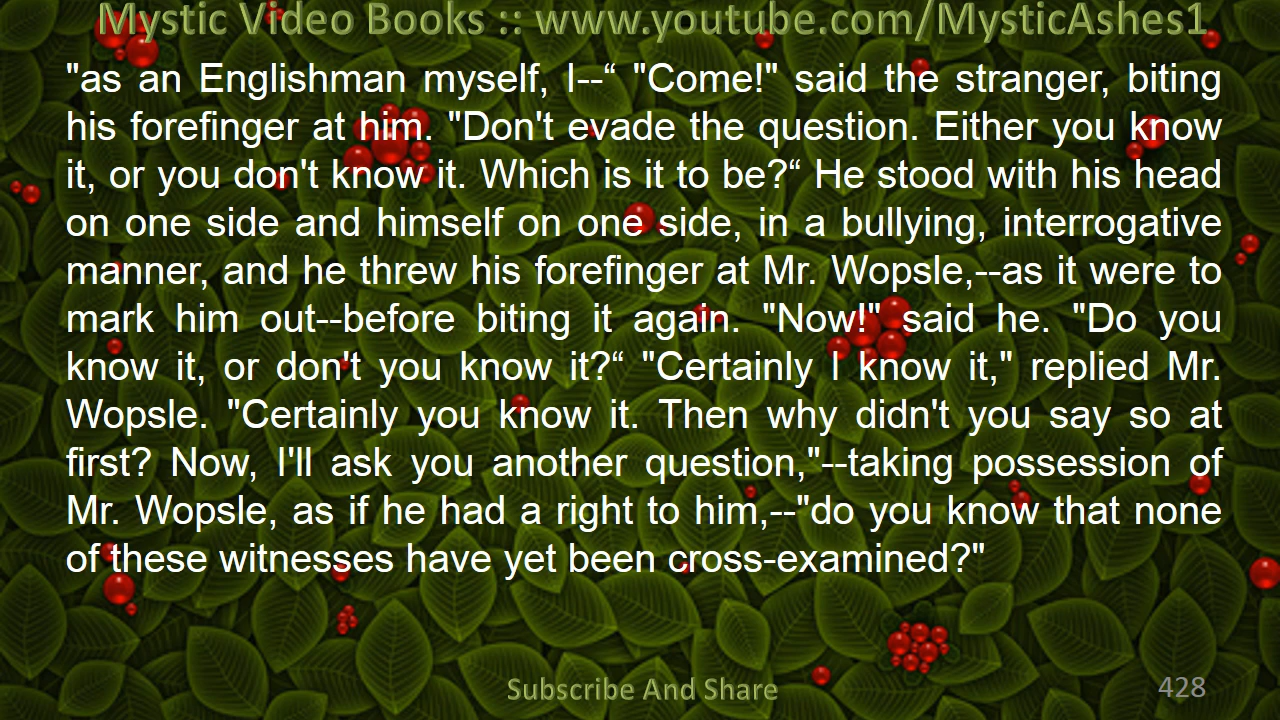 Mystic Video Books :: www.youtube.com/MysticAshes1
"as an Englishman myself, I--“ "Come!" said the stranger, biting
his forefinger at him. "Don't evade the question. Either you know
it, or you don't know it. Which is it to be?“ He stood with his head
on one side and himself on one side, in a bullying, interrogative
manner, and he threw his forefinger at Mr. Wopsle,--as it were to
mark him out--before biting it again. "Now!" said he. "Do you
know it, or don't you know it?“ "Certainly I know it," replied Mr.
Wopsle. "Certainly you know it. Then why didn't you say so at
first? Now, I'll ask you another question,"--taking possession of
Mr. Wopsle, as if he had a right to him,--"do you know that none
of these witnesses have yet been cross-examined?"
Subscribe And Share
428